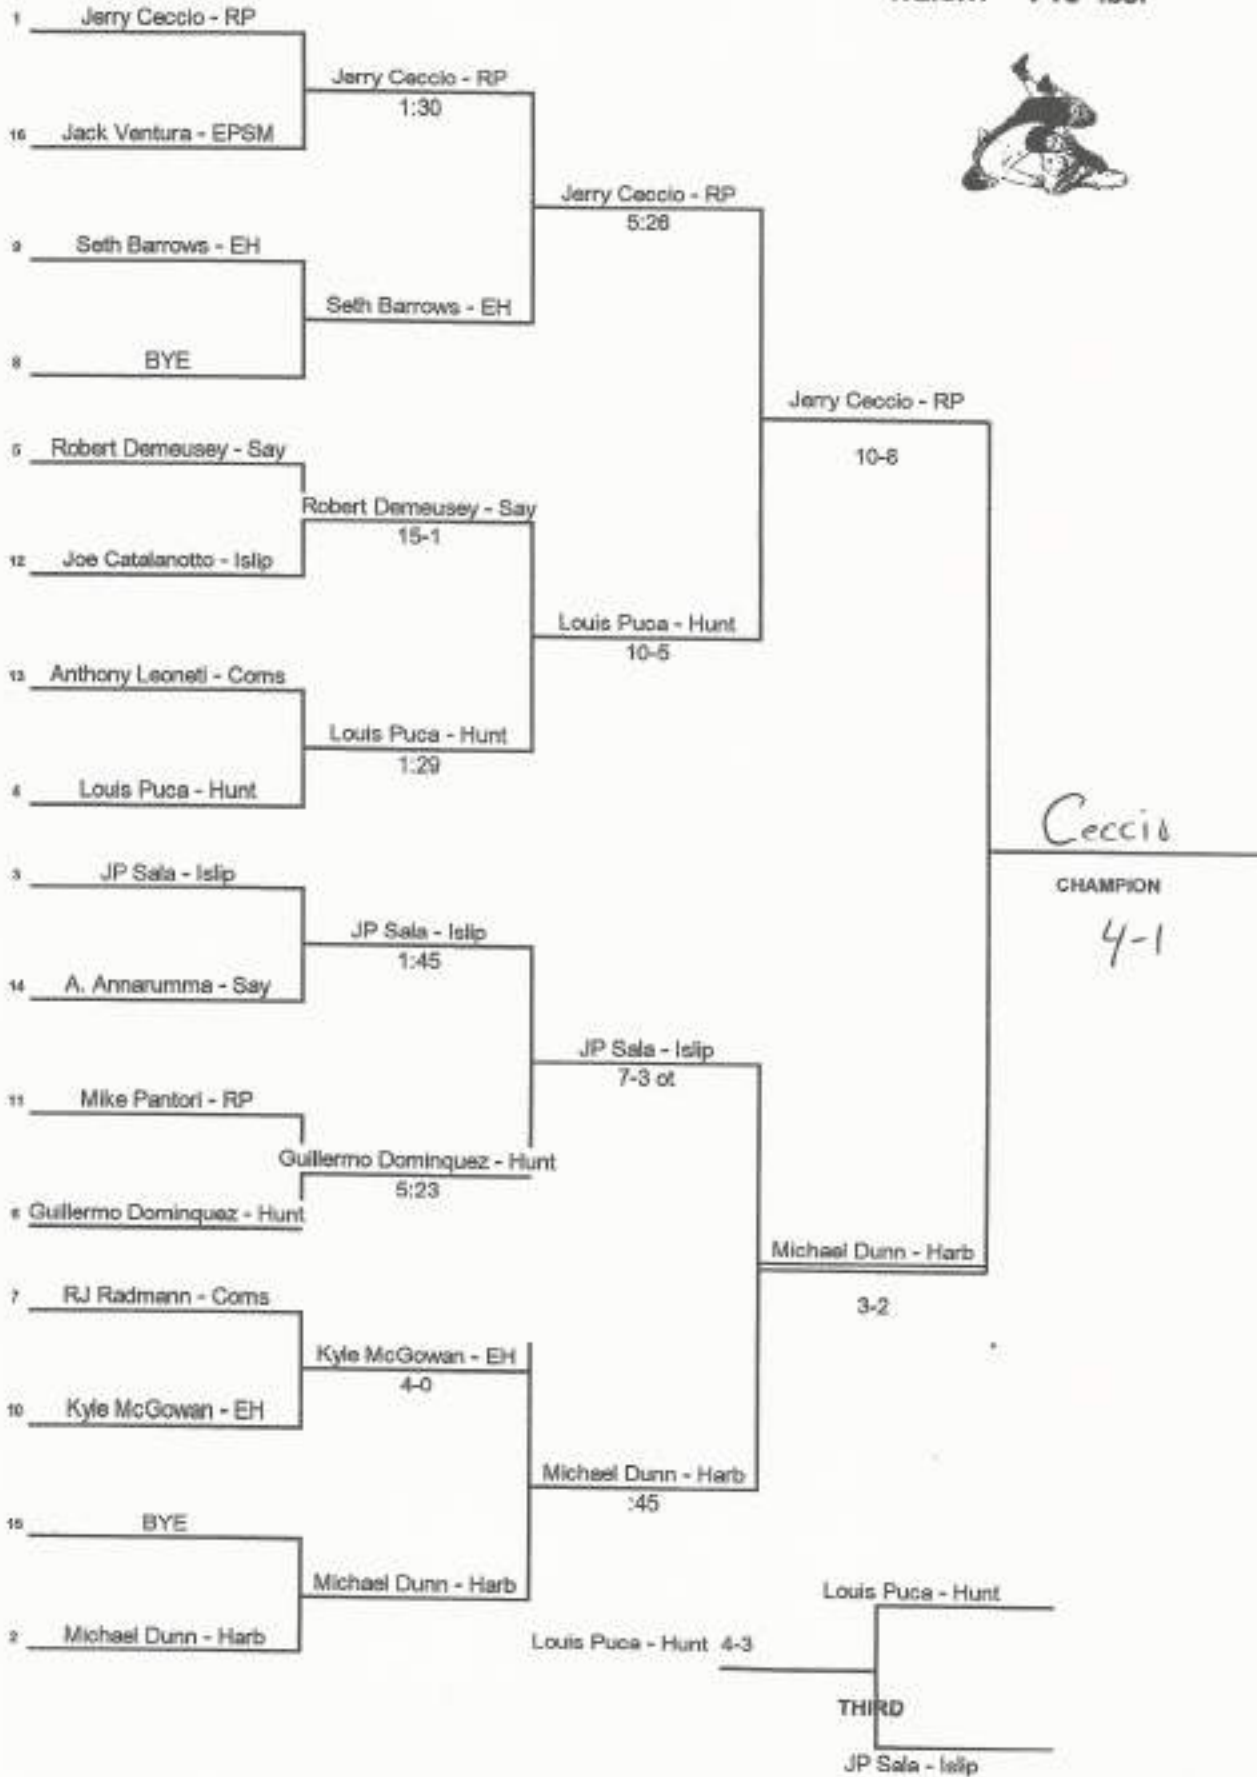 1 Jerry Ceccio - RP
Jerry Ceccio - RP
1:30
16 Jack Ventura - EPSM
Jerry Ceccio - RP
5:26
9 Seth Barrows - EH
Seth Barrows - EH
8 BYE
Jerry Ceccio - RP
10-6
5 Robert Demeusey - Say
Robert Demeusey - Say
15-1
12 Joe Catalanotto - Islip
Louis Puca - Hunt
10-5
13 Anthony Leoneti - Coms
Louis Puca - Hunt
1:29
4 Louis Puca - Hunt
Ceccio
CHAMPION
4-1
3 JP Sala - Islip
JP Sala - Islip
1:45
14 A. Annarumma - Say
JP Sala - Islip
7-3 ot
11 Mike Pantori - RP
Guillermo Dominquez - Hunt
5:23
6 Guillermo Dominquez - Hunt
Michael Dunn - Harb
3-2
7 RJ Radmann - Coms
Kyle McGowan - EH
4-0
10 Kyle McGowan - EH
Michael Dunn - Harb
:45
15 BYE
Michael Dunn - Harb
2 Michael Dunn - Harb
Louis Puca - Hunt
Louis Puca - Hunt 4-3
THIRD
JP Sala - Islip